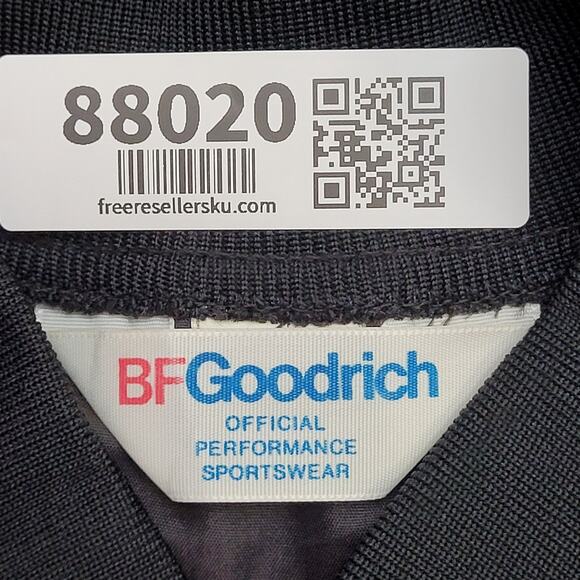 88020
freeresellersku.com
BFGoodrich
OFFICIAL
PERFORMANCE
SPORTSWEAR